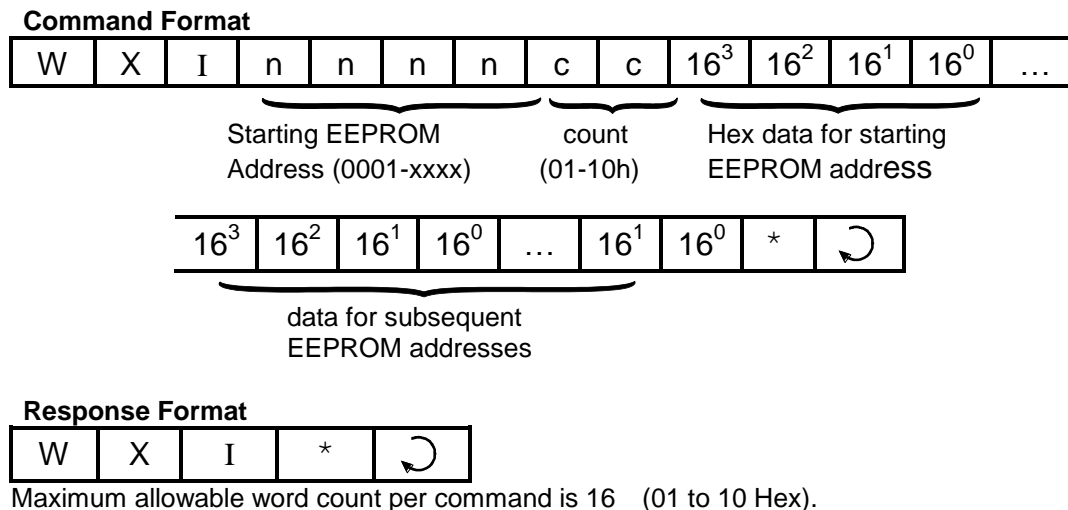 Command Format
W X I n n n n c c 16³ 16² 16¹ 16⁰ ...
Starting EEPROM count Hex data for starting
Address (0001-xxxx) (01-10h) EEPROM address
16³ 16² 16¹ 16⁰ ... 16¹ 16⁰ *
data for subsequent
EEPROM addresses
Response Format
W X I *
Maximum allowable word count per command is 16 (01 to 10 Hex).